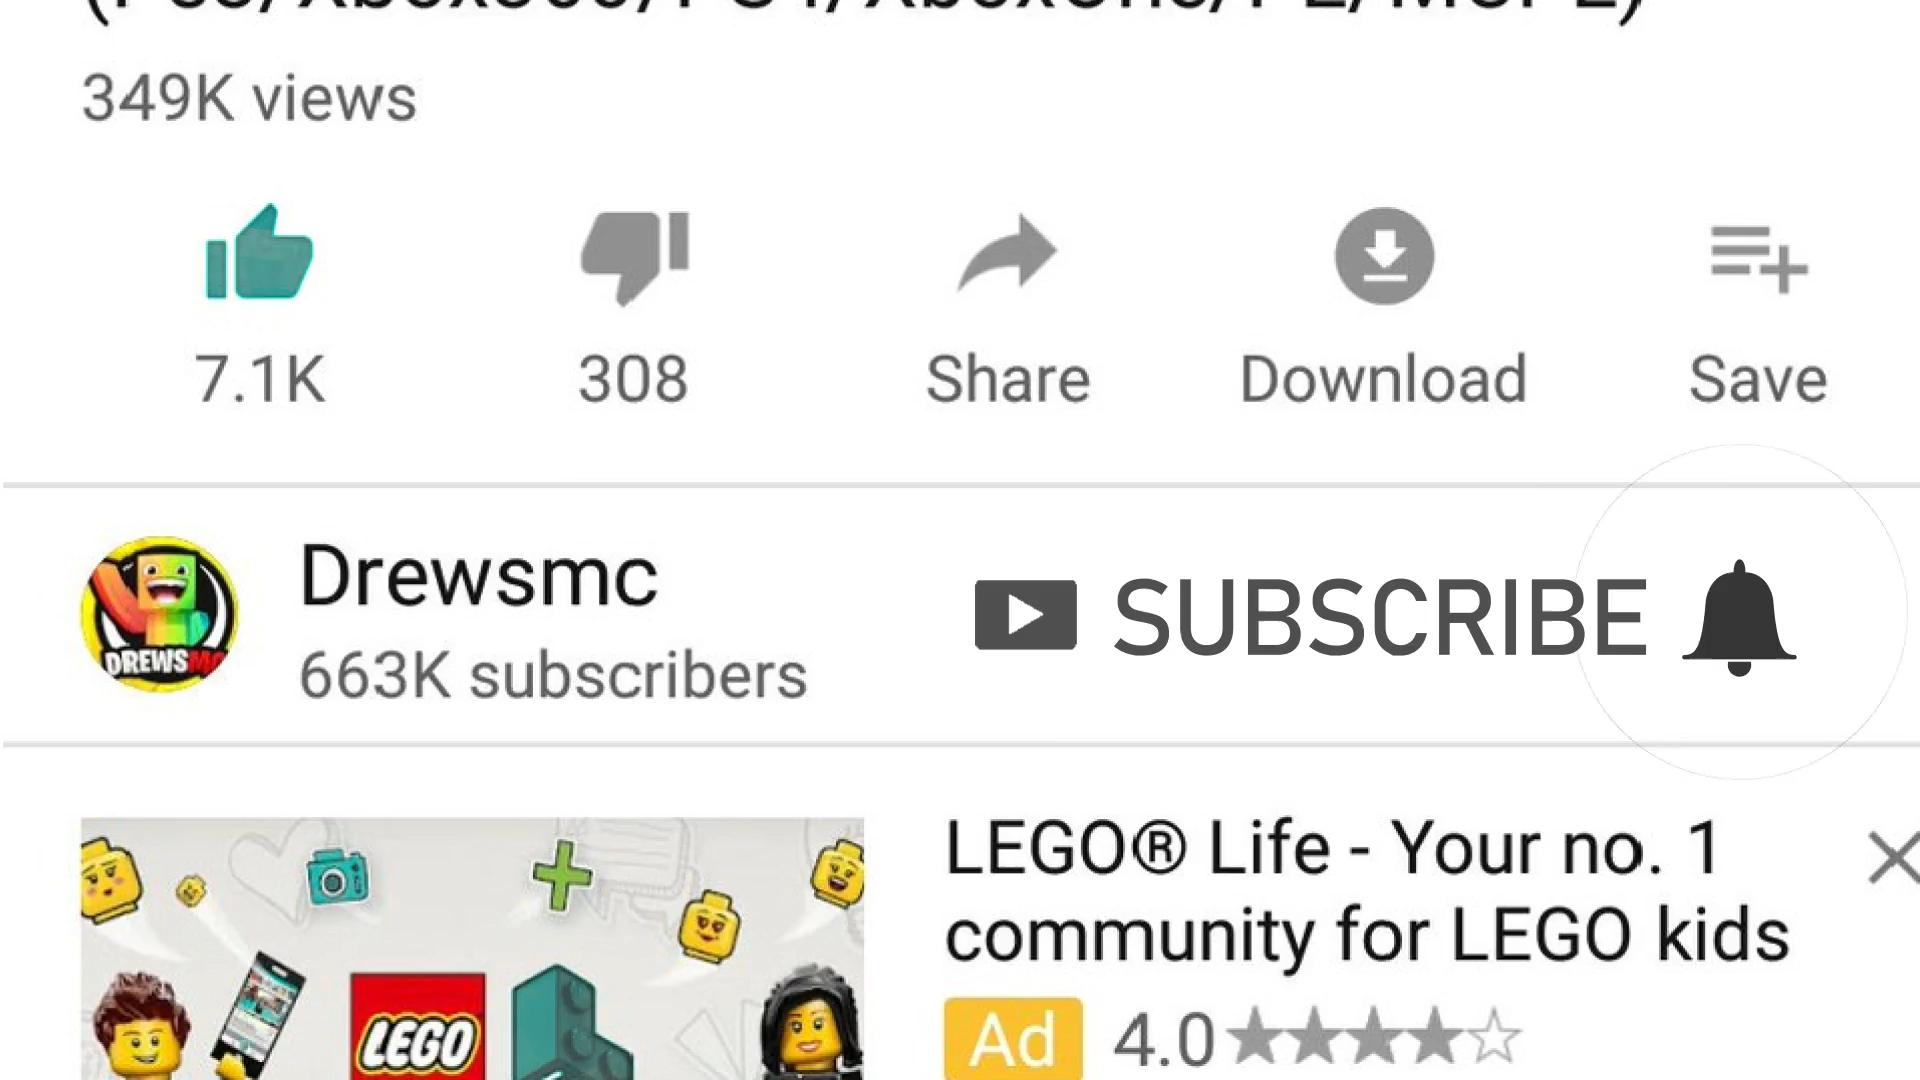 349K views
7.1K
308
Share
Download
Save
Drewsmc
663K subscribers
SUBSCRIBE
DREWSMC
LEGO® Life - Your no. 1
community for LEGO kids
Ad 4.0
LEGO